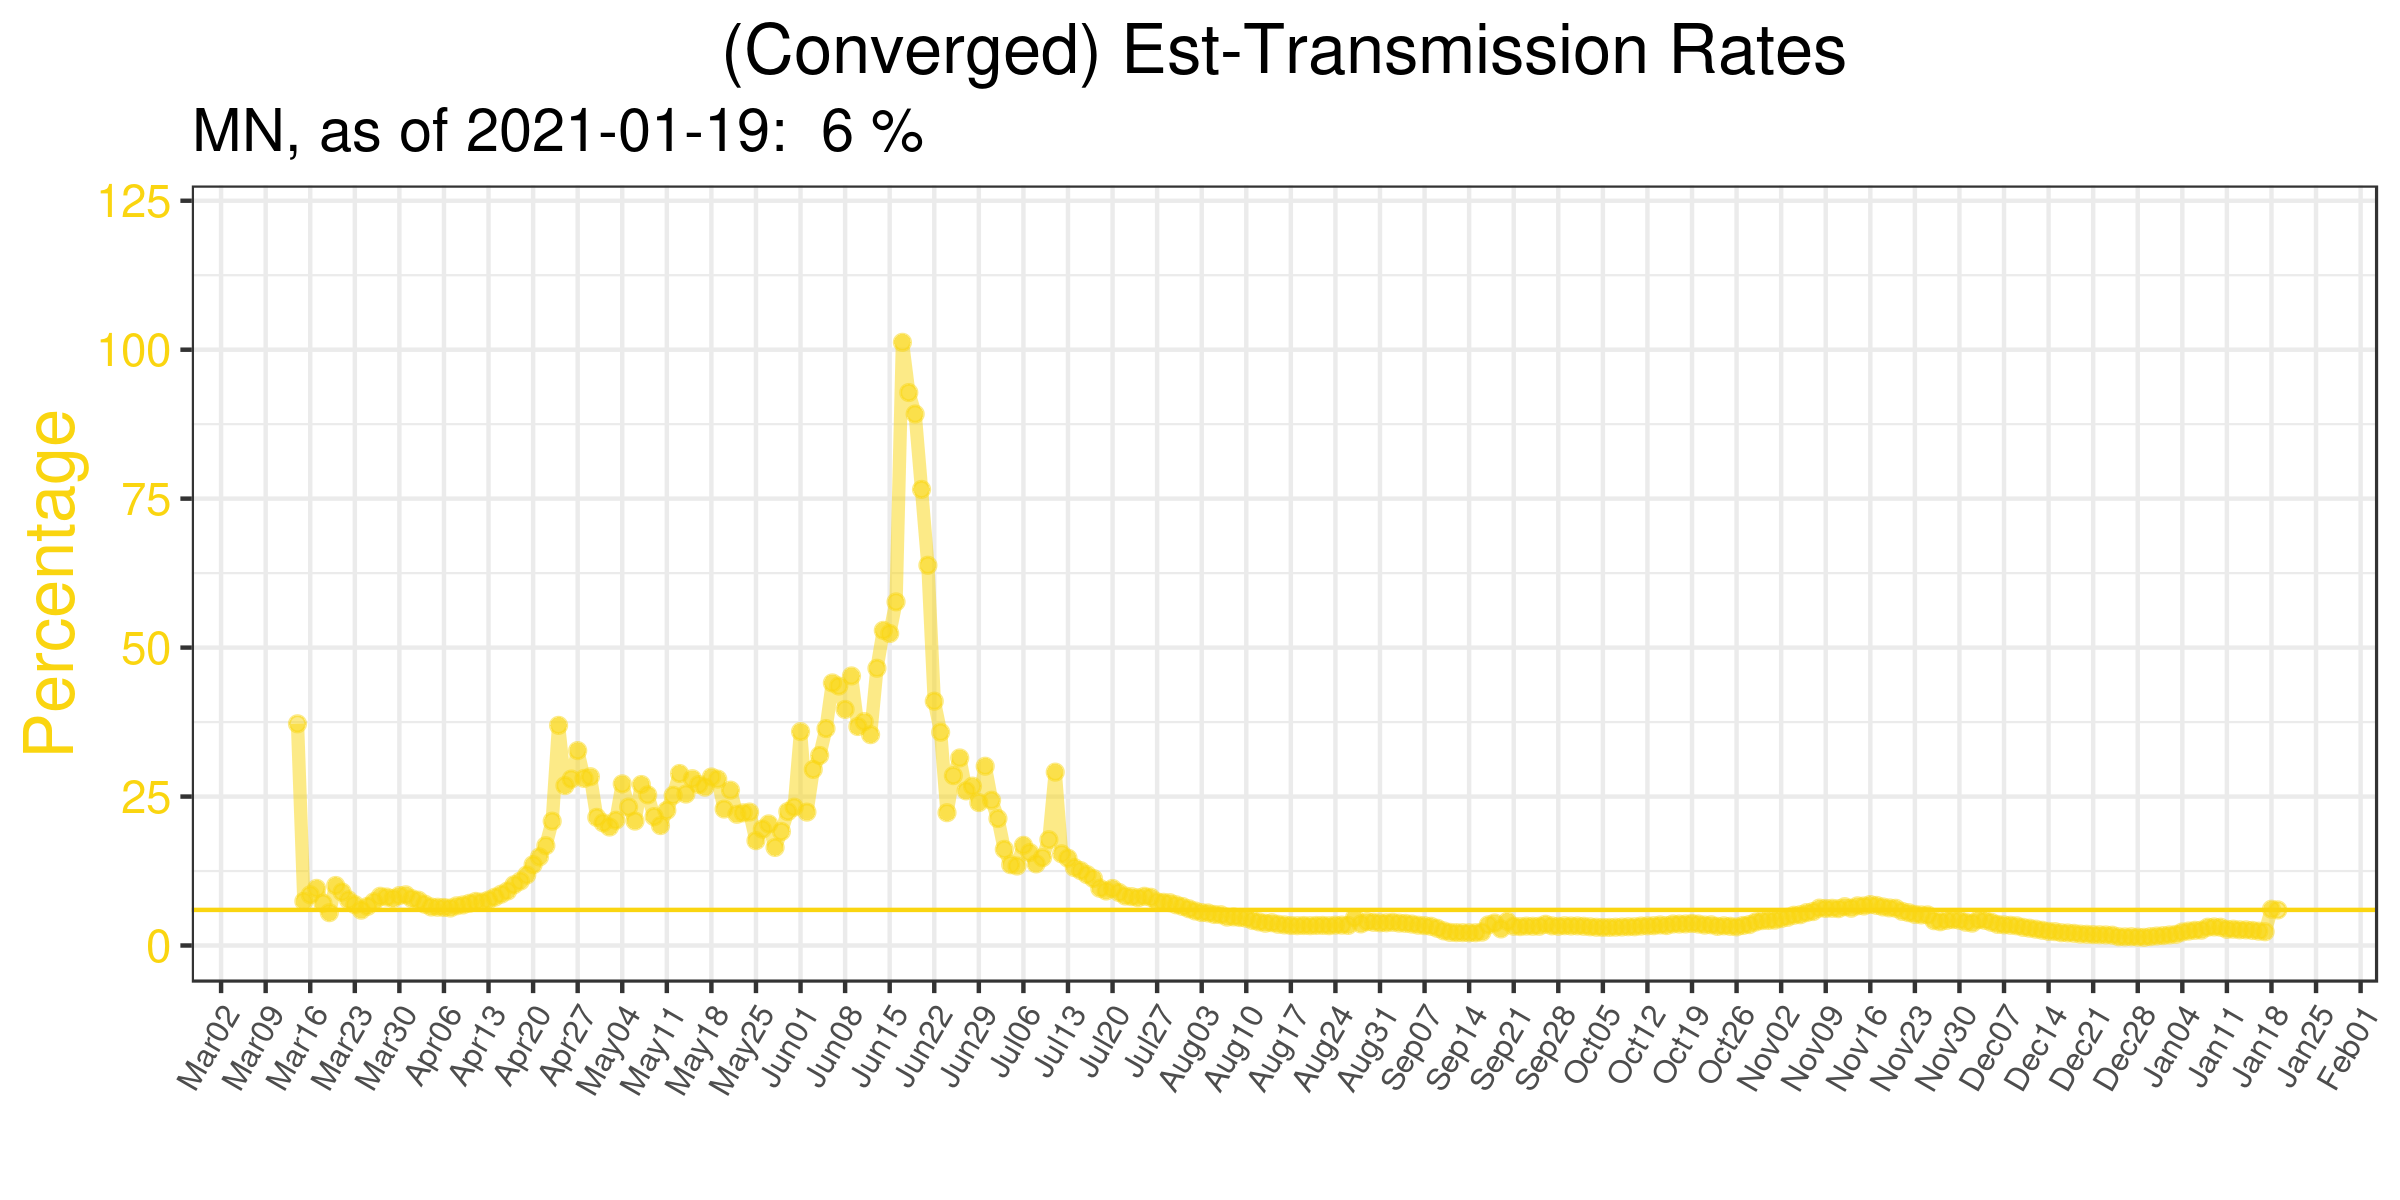 (Converged) Est-Transmission Rates
MN, as of 2021-01-19:  6 %
Percentage
125
100
75
50
25
0
Mar02
Mar09
Mar16
Mar23
Mar30
Apr06
Apr13
Apr20
Apr27
May04
May11
May18
May25
Jun01
Jun08
Jun15
Jun22
Jun29
Jul06
Jul13
Jul20
Jul27
Aug03
Aug10
Aug17
Aug24
Aug31
Sep07
Sep14
Sep21
Sep28
Oct05
Oct12
Oct19
Oct26
Nov02
Nov09
Nov16
Nov23
Nov30
Dec07
Dec14
Dec21
Dec28
Jan04
Jan11
Jan18
Jan25
Feb01